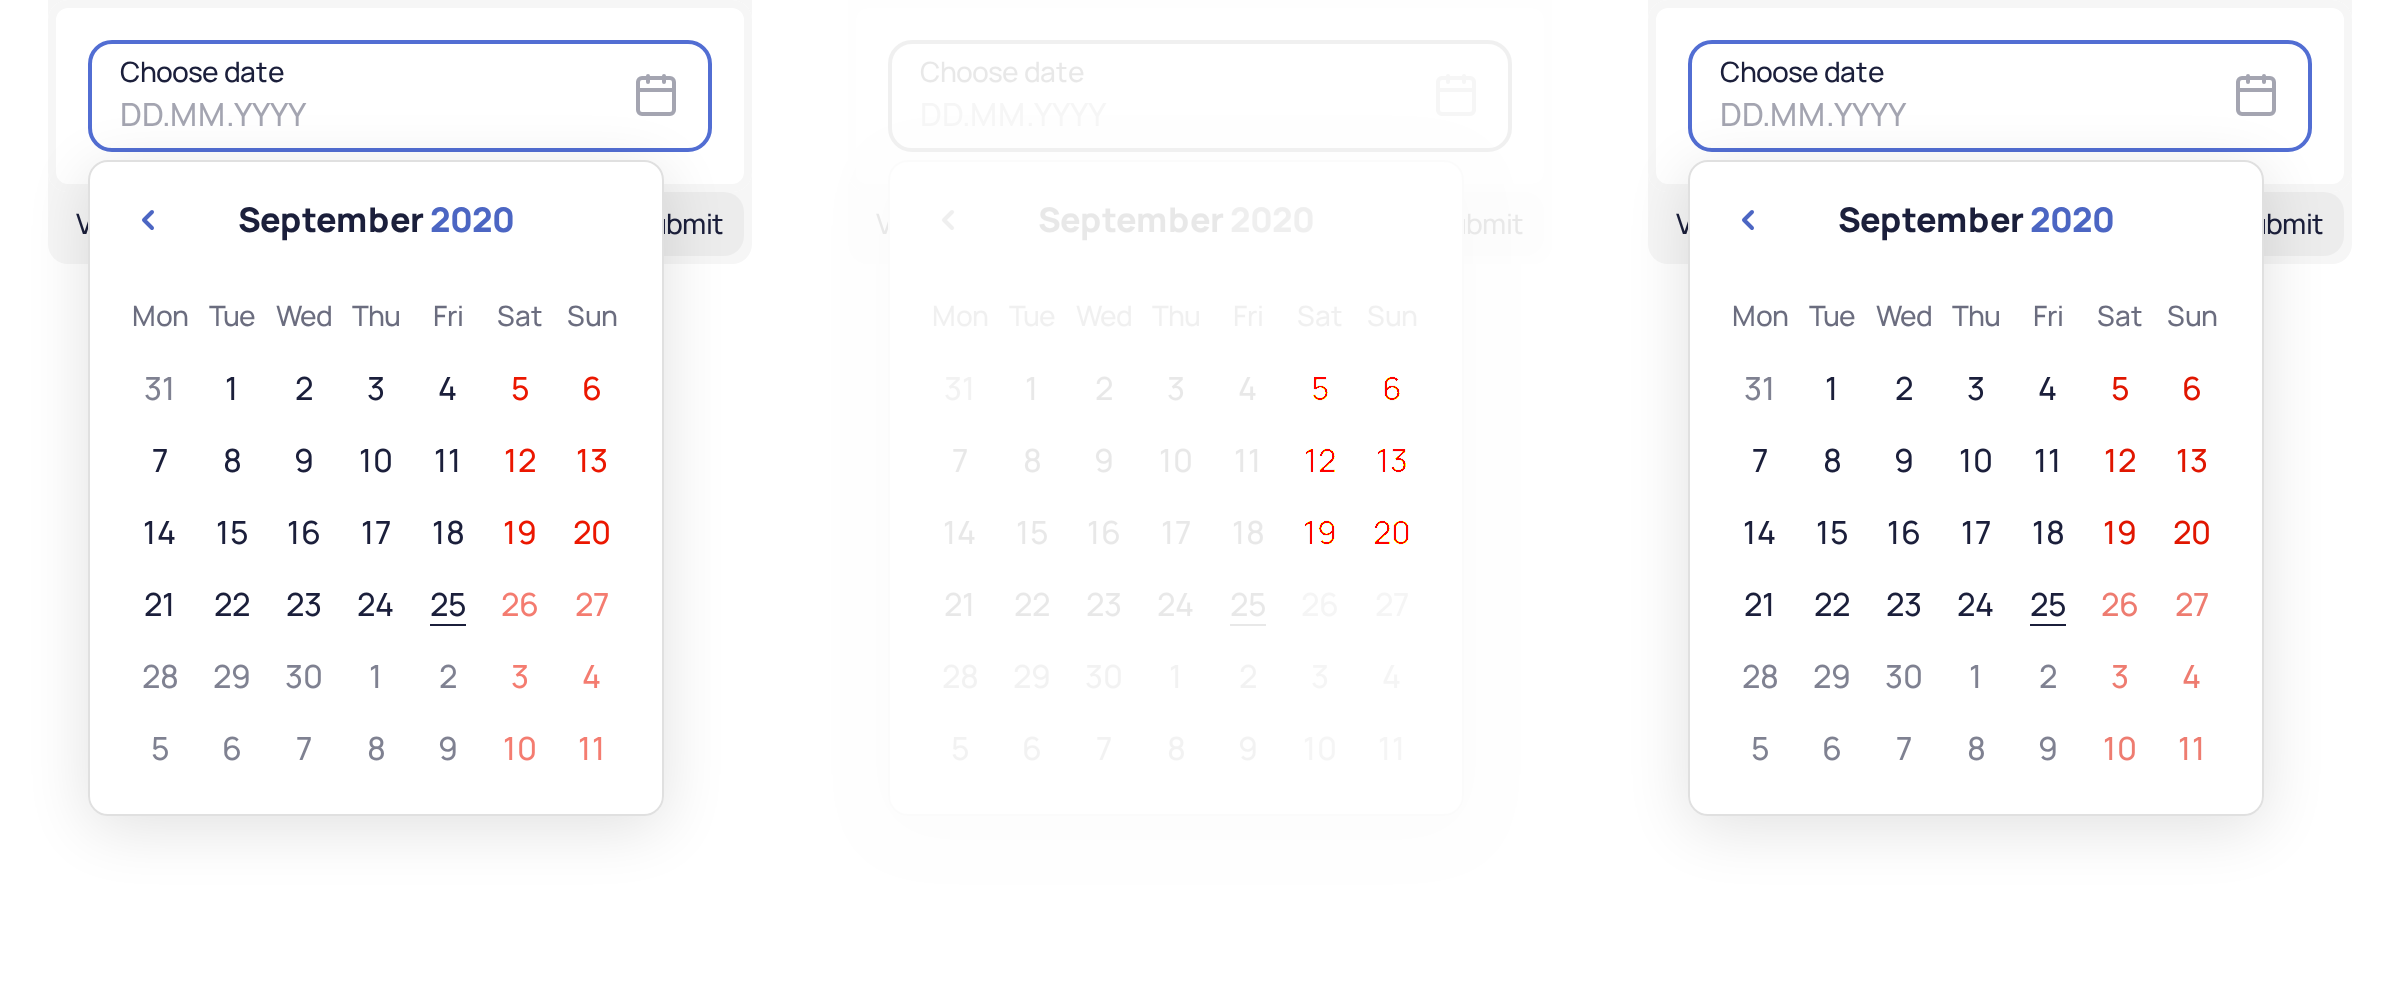 Choose date
DD.MM.YYYY
V
September 2020
bmit
Mon Tue Wed Thu Fri Sat Sun
31 1 2 3 4 5 6
7 8 9 10 11 12 13
14 15 16 17 18 19 20
21 22 23 24 25 26 27
28 29 30 1 2 3 4
5 6 7 8 9 10 11
Choose date
DD.MM.YYYY
V
September 2020
bmit
Mon Tue Wed Thu Fri Sat Sun
31 1 2 3 4 5 6
7 8 9 10 11 12 13
14 15 16 17 18 19 20
21 22 23 24 25 26 27
28 29 30 1 2 3 4
5 6 7 8 9 10 11
Choose date
DD.MM.YYYY
V
September 2020
bmit
Mon Tue Wed Thu Fri Sat Sun
31 1 2 3 4 5 6
7 8 9 10 11 12 13
14 15 16 17 18 19 20
21 22 23 24 25 26 27
28 29 30 1 2 3 4
5 6 7 8 9 10 11